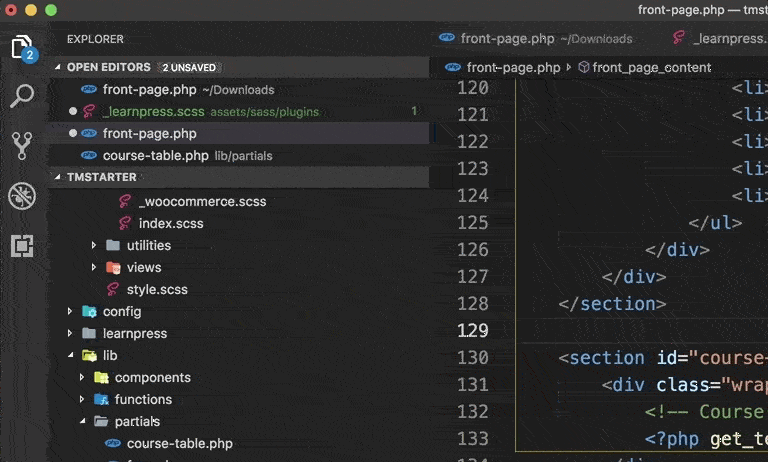 front-page.php — tmst
EXPLORER
front-page.php ~/Downloads
_learnpress.
2
OPEN EDITORS 2 UNSAVED
front-page.php ~/Downloads
_learnpress.scss assets/sass/plugins 1
front-page.php
course-table.php lib/partials
TMSTARTER
_woocommerce.scss
index.scss
utilities
views
style.scss
config
learnpress
lib
components
functions
partials
course-table.php
front-page.php › front_page_content
120 <li>
121 <li>
122 <li>
123 <li>
124 <li>
125 </ul>
126 </div>
127 </div>
128 </section>
129
130 <section id="course-
131 <div class="wrap
132 <!-- Course
133 <?php get_te